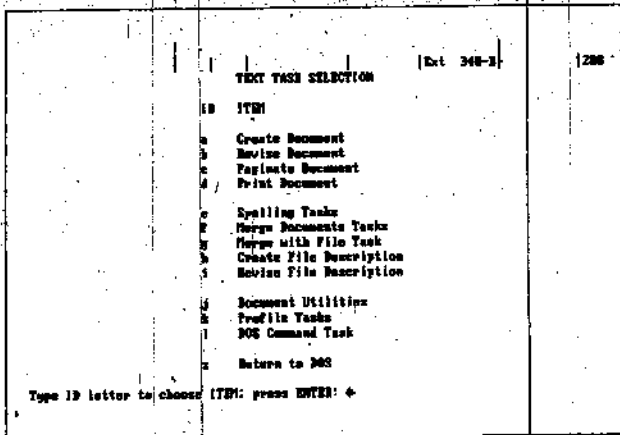 Ext 340-B 288
TEXT TASK SELECTION
ID ITEM
a Create Document
b Revise Document
c Paginate Document
d Print Document
e Spelling Tasks
f Merge Documents Tasks
g Merge with File Task
h Create File Description
i Revise File Description
j Document Utilities
k Profile Tasks
l DOS Command Task
z Return to DOS
Type ID letter to choose ITEM; press ENTER: